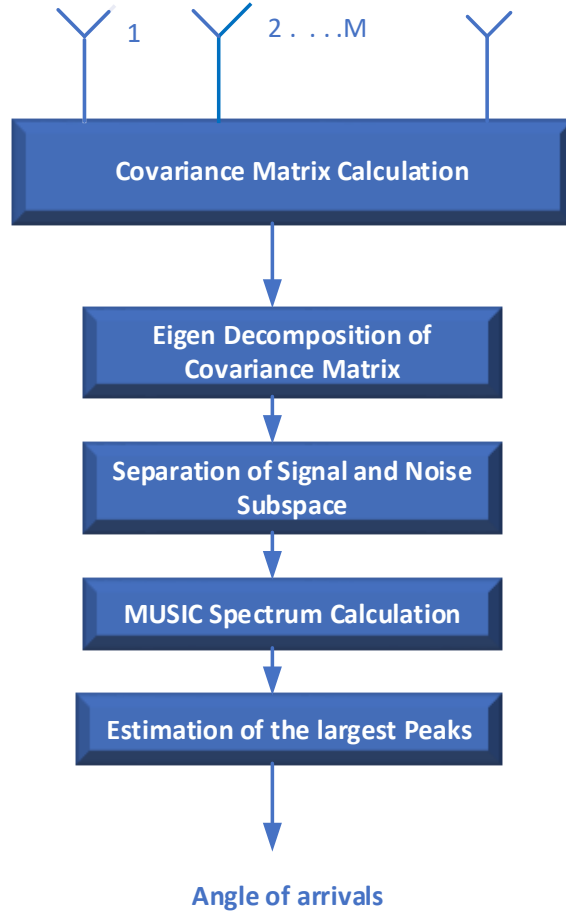 1
2 . . . .M
Covariance Matrix Calculation
Eigen Decomposition of
Covariance Matrix
Separation of Signal and Noise
Subspace
MUSIC Spectrum Calculation
Estimation of the largest Peaks
Angle of arrivals